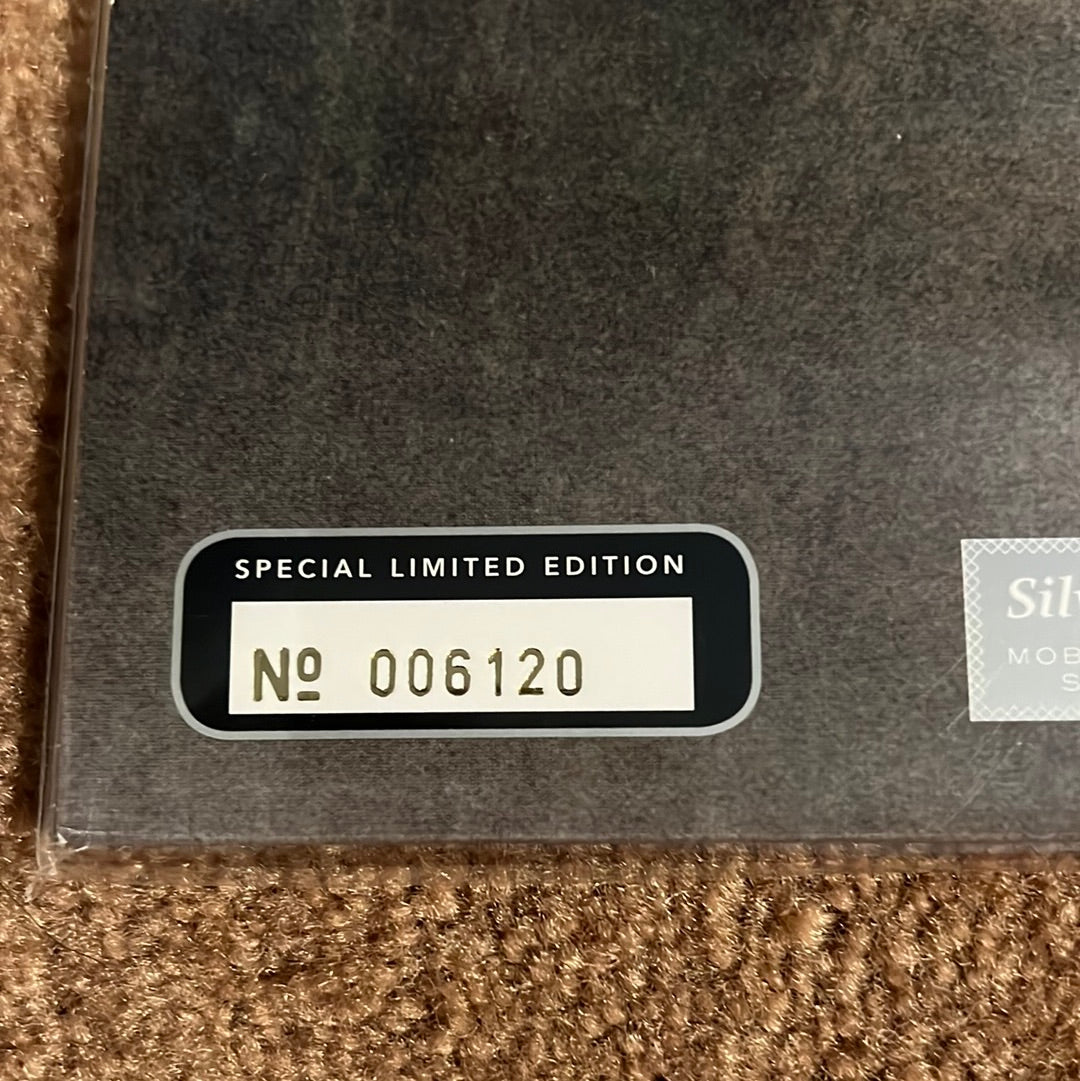 SPECIAL LIMITED EDITION
Nº 006120